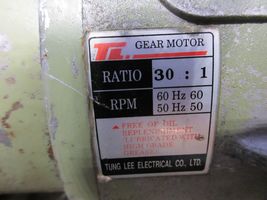 TL GEAR MOTOR
RATIO 30 : 1
RPM 60 Hz 60
50 Hz 50
▲ FREE OF OIL
REPLENISHMENT
LUBRICATED WITH
HIGH GRADE
GREASE
TUNG LEE ELECTRICAL CO., LTD.